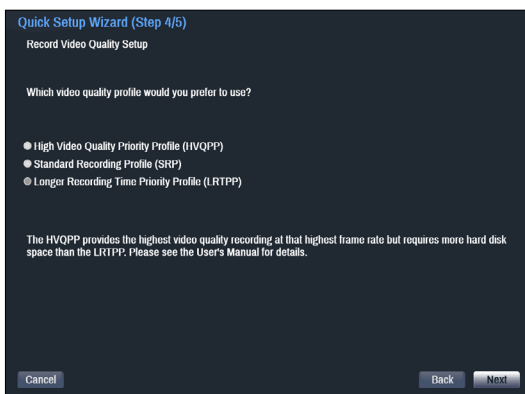 Quick Setup Wizard (Step 4/5)
Record Video Quality Setup
Which video quality profile would you prefer to use?
High Video Quality Priority Profile (HVQPP)
Standard Recording Profile (SRP)
Longer Recording Time Priority Profile (LRTPP)
The HVQPP provides the highest video quality recording at that highest frame rate but requires more hard disk
space than the LRTPP. Please see the User's Manual for details.
Cancel
Back
Next